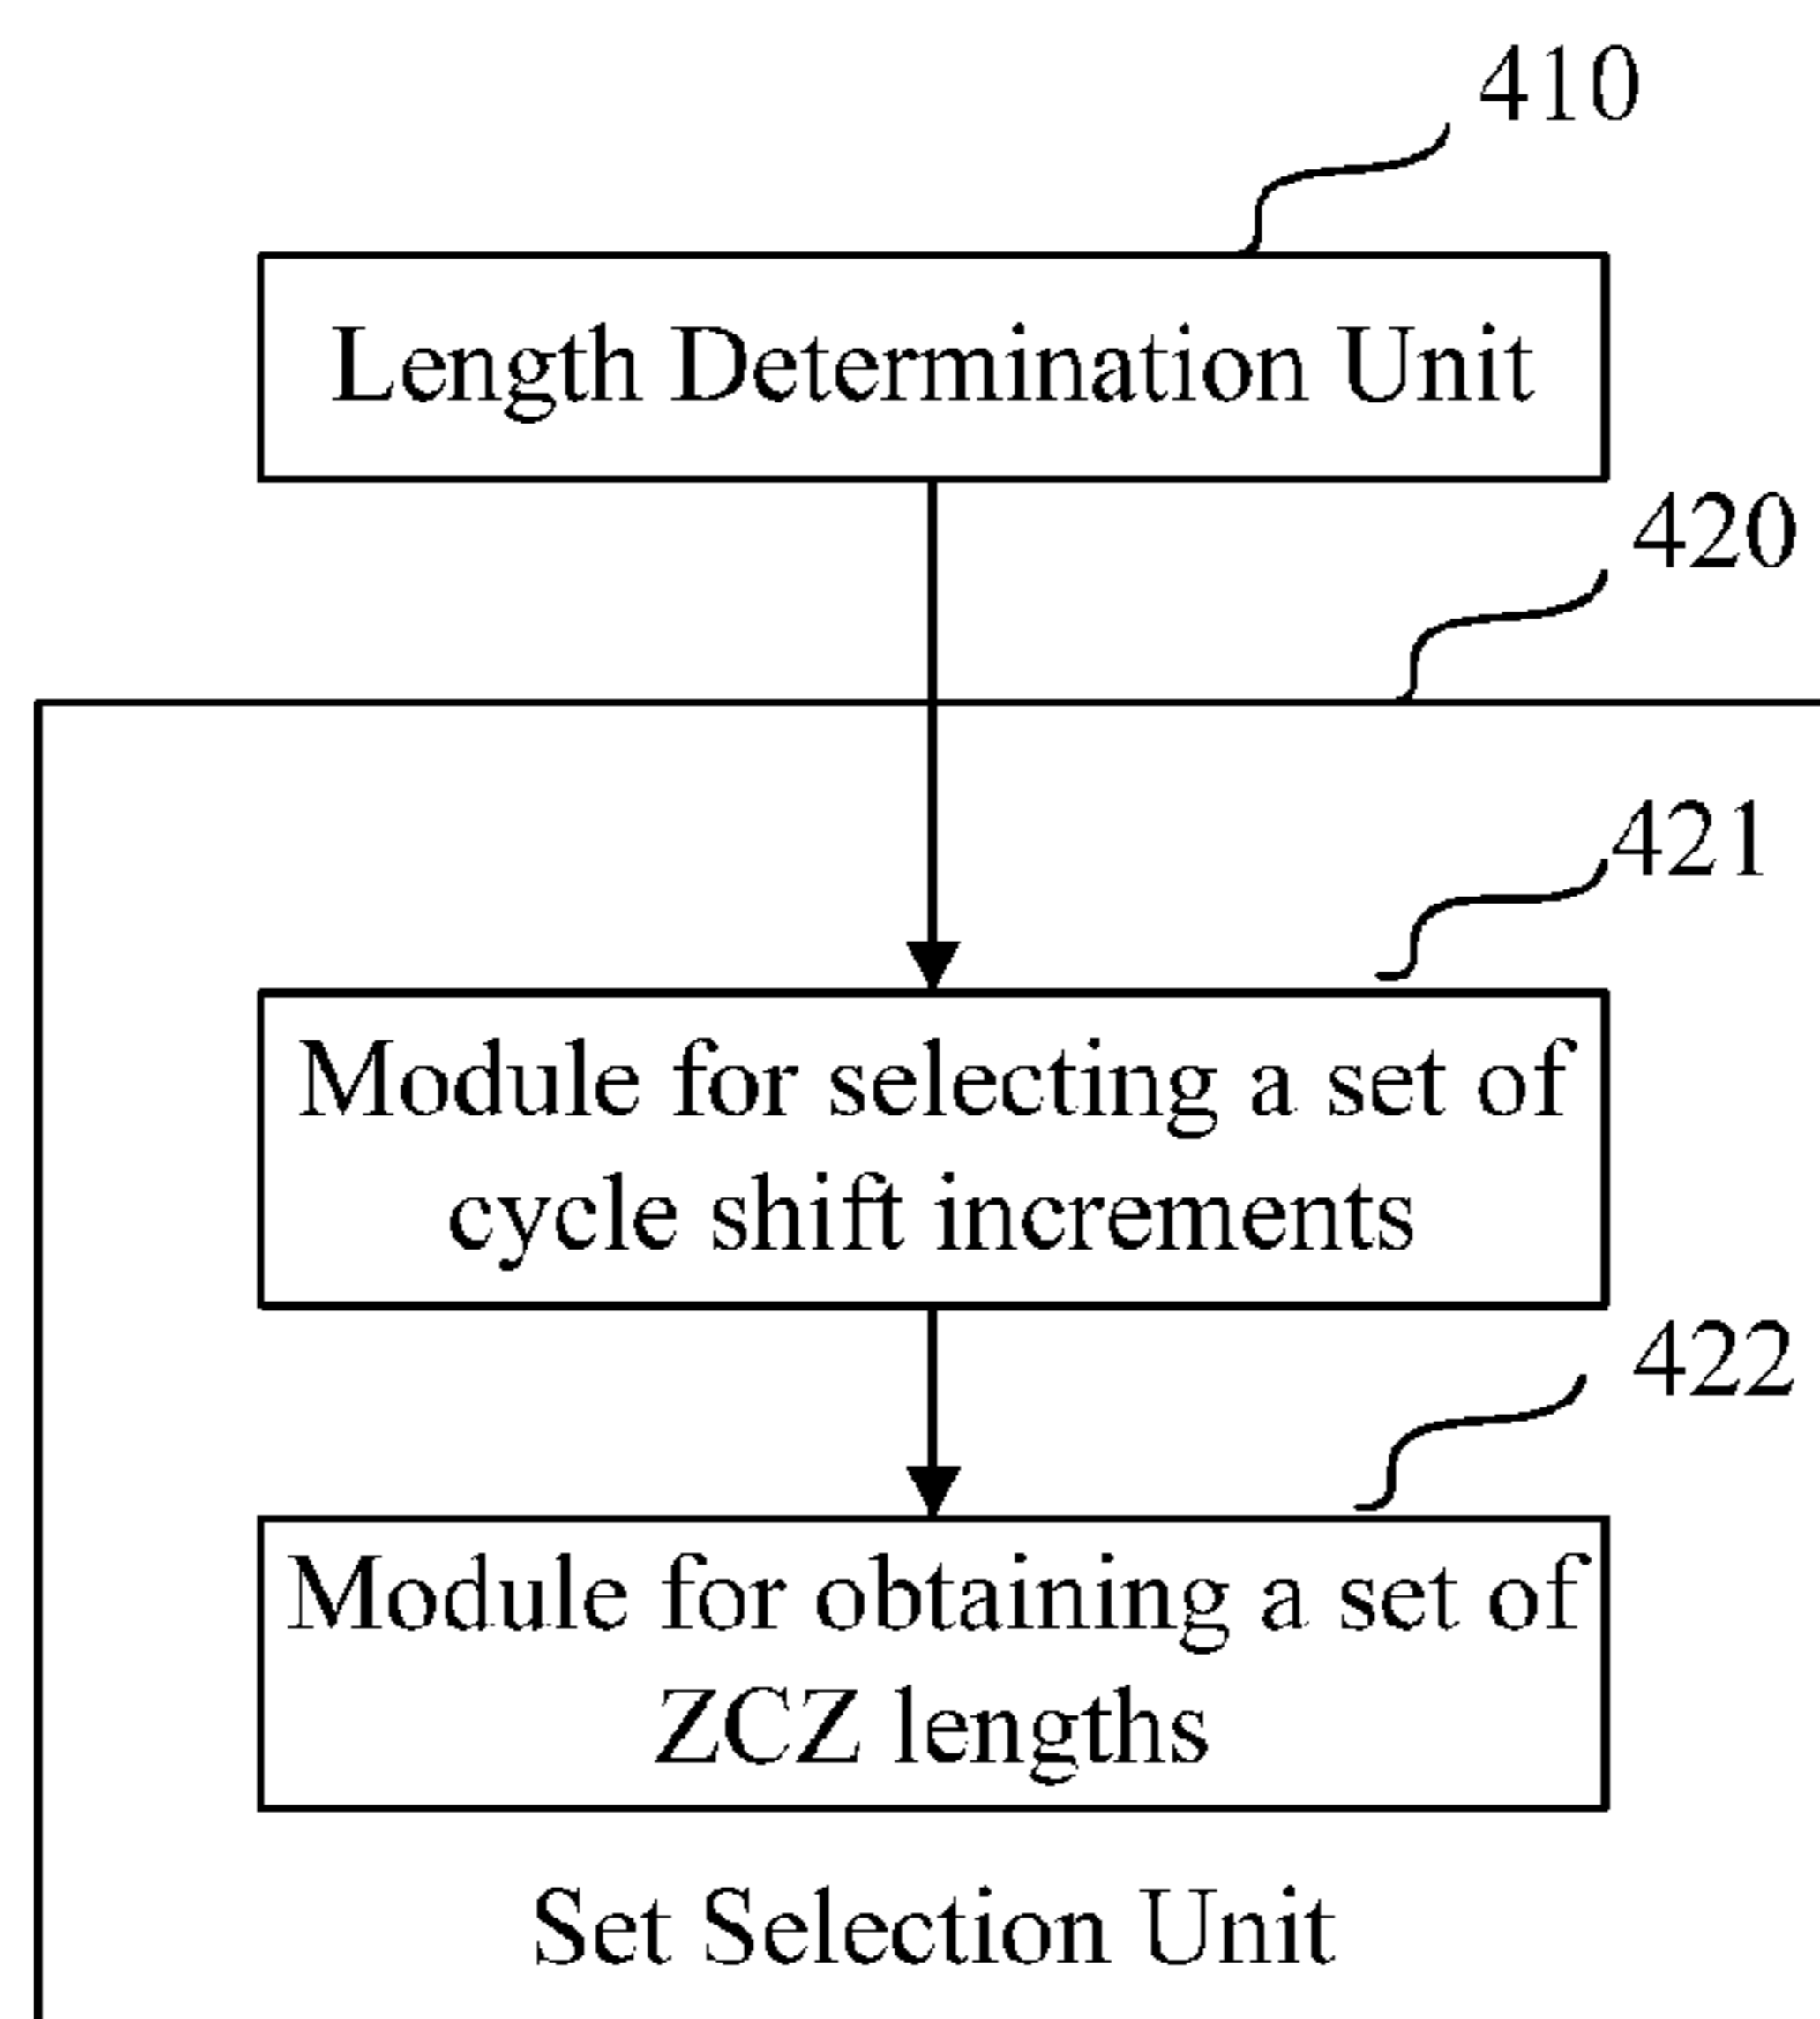 410
Length Determination Unit
420
421
Module for selecting a set of
cycle shift increments
422
Module for obtaining a set of
ZCZ lengths
Set Selection Unit